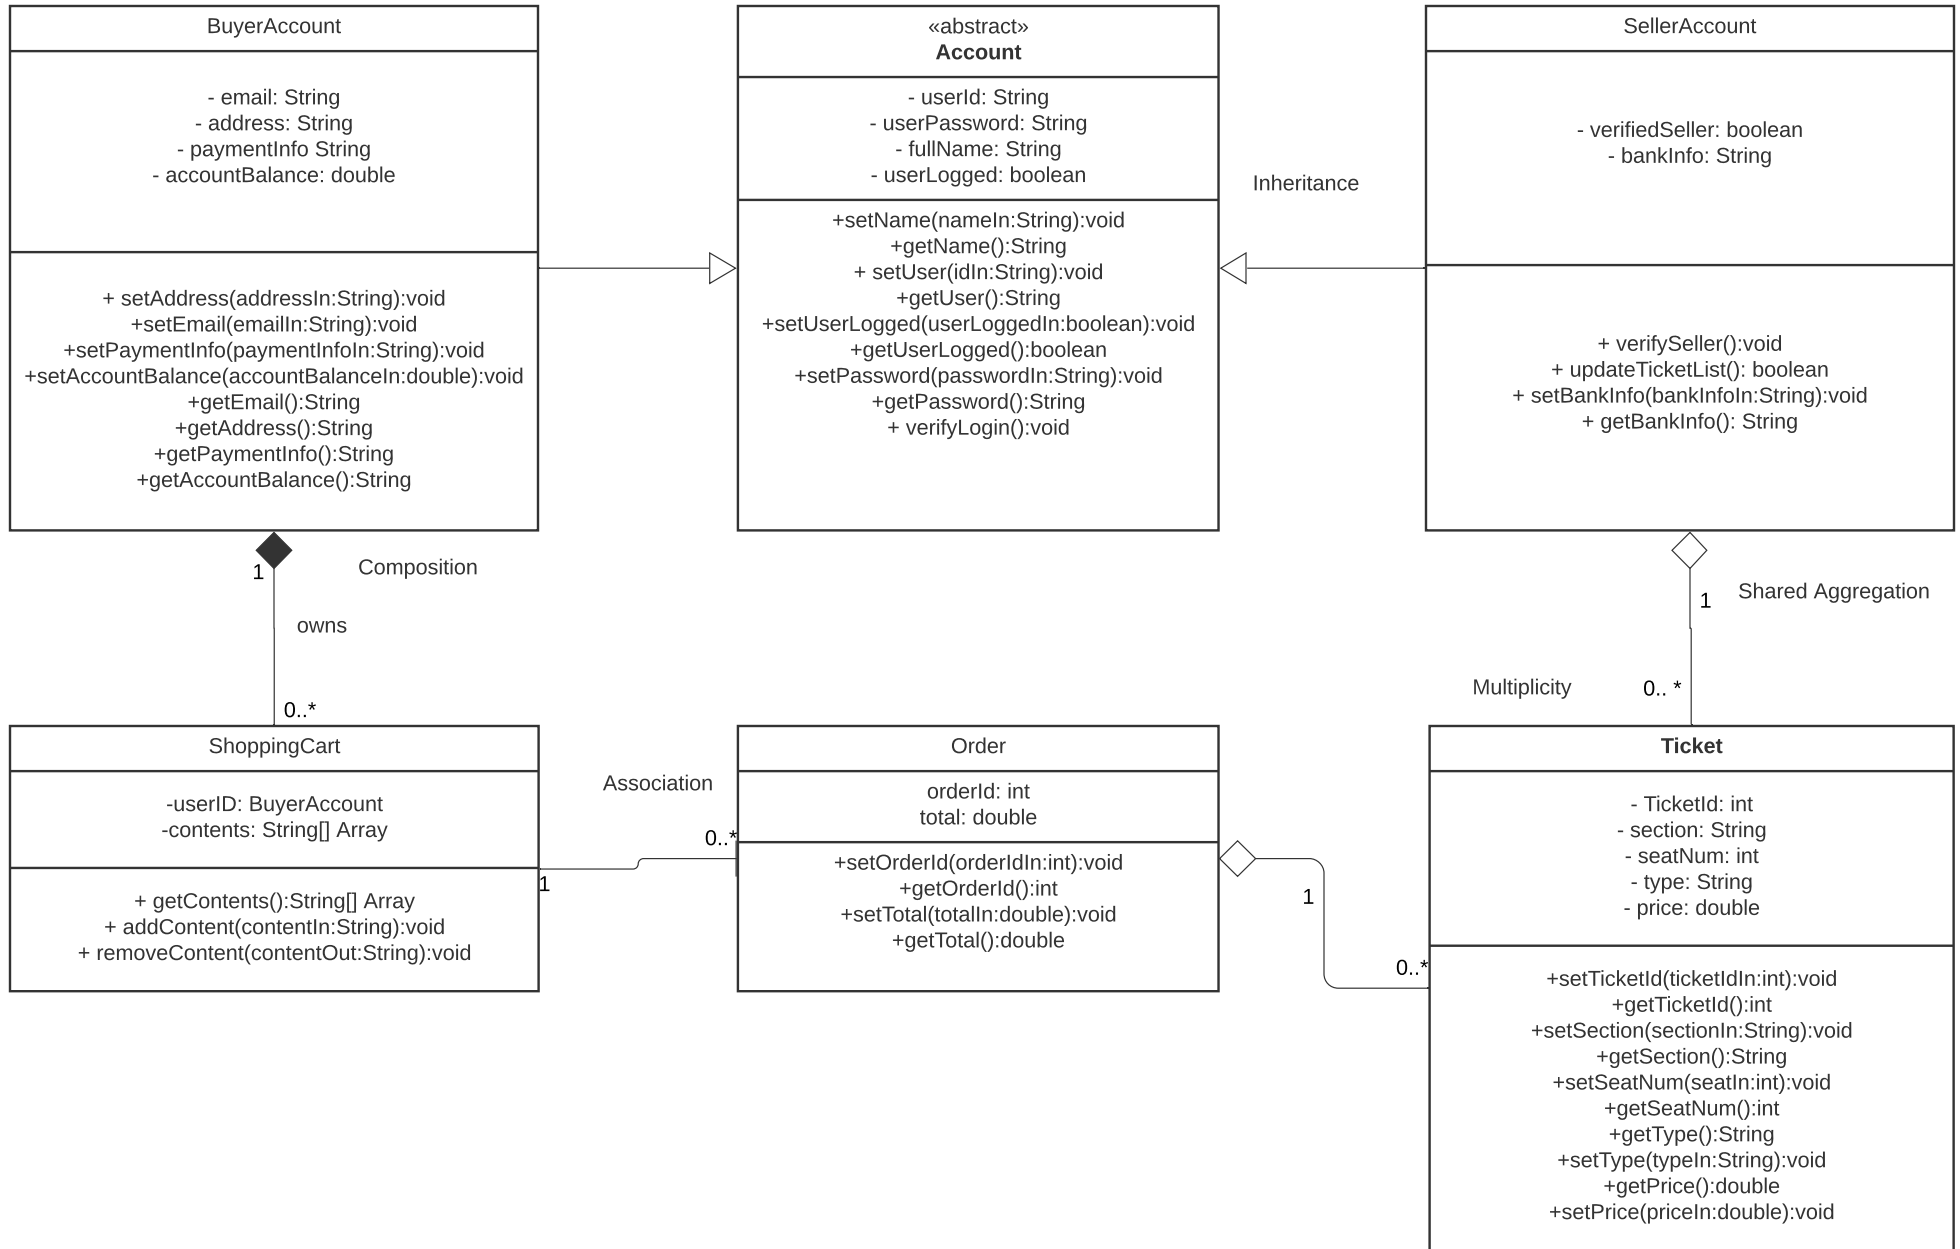 BuyerAccount
- email: String
- address: String
- paymentInfo String
- accountBalance: double
+ setAddress(addressIn:String):void
+setEmail(emailIn:String):void
+setPaymentInfo(paymentInfoIn:String):void
+setAccountBalance(accountBalanceIn:double):void
+getEmail():String
+getAddress():String
+getPaymentInfo():String
+getAccountBalance():String
«abstract»
Account
- userId: String
- userPassword: String
- fullName: String
- userLogged: boolean
+setName(nameIn:String):void
+getName():String
+ setUser(idIn:String):void
+getUser():String
+setUserLogged(userLoggedIn:boolean):void
+getUserLogged():boolean
+setPassword(passwordIn:String):void
+getPassword():String
+ verifyLogin():void
Inheritance
SellerAccount
- verifiedSeller: boolean
- bankInfo: String
+ verifySeller():void
+ updateTicketList(): boolean
+ setBankInfo(bankInfoIn:String):void
+ getBankInfo(): String
1
Composition
owns
0..*
1
Shared Aggregation
Multiplicity
0.. *
ShoppingCart
-userID: BuyerAccount
-contents: String[] Array
+ getContents():String[] Array
+ addContent(contentIn:String):void
+ removeContent(contentOut:String):void
Association
0..*
1
Order
orderId: int
total: double
+setOrderId(orderIdIn:int):void
+getOrderId():int
+setTotal(totalIn:double):void
+getTotal():double
1
0..*
Ticket
- TicketId: int
- section: String
- seatNum: int
- type: String
- price: double
+setTicketId(ticketIdIn:int):void
+getTicketId():int
+setSection(sectionIn:String):void
+getSection():String
+setSeatNum(seatIn:int):void
+getSeatNum():int
+getType():String
+setType(typeIn:String):void
+getPrice():double
+setPrice(priceIn:double):void